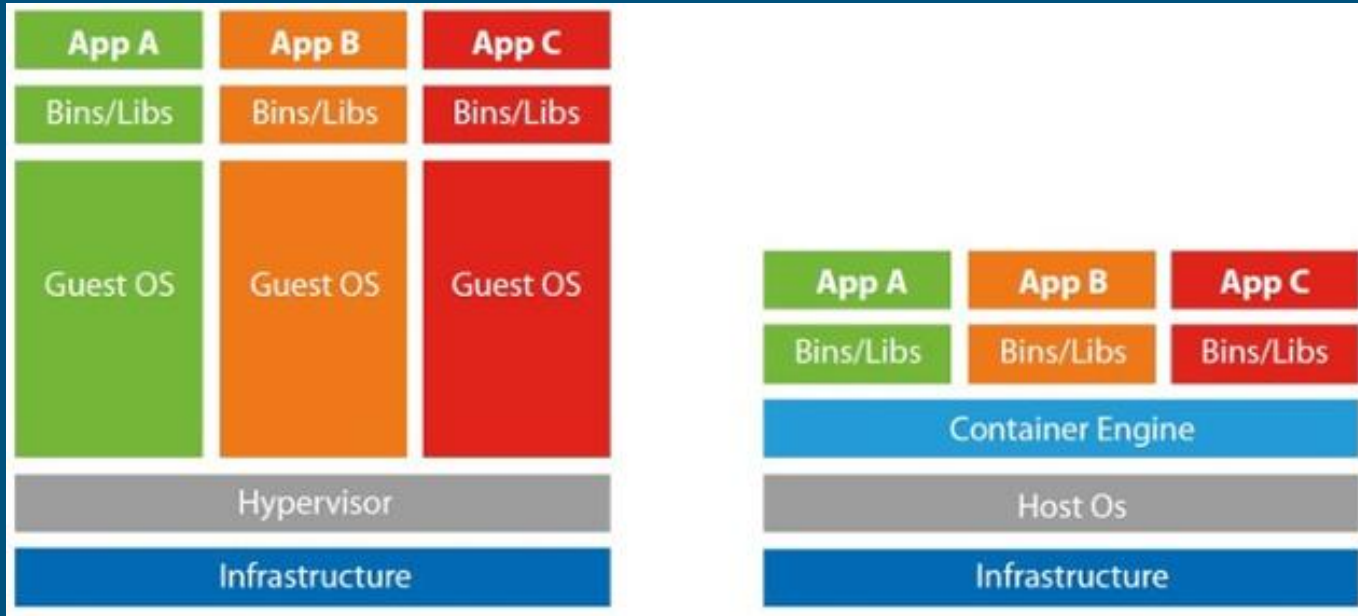 App A App B App C
Bins/Libs Bins/Libs Bins/Libs
Guest OS Guest OS Guest OS
Hypervisor
Infrastructure
App A App B App C
Bins/Libs Bins/Libs Bins/Libs
Container Engine
Host Os
Infrastructure